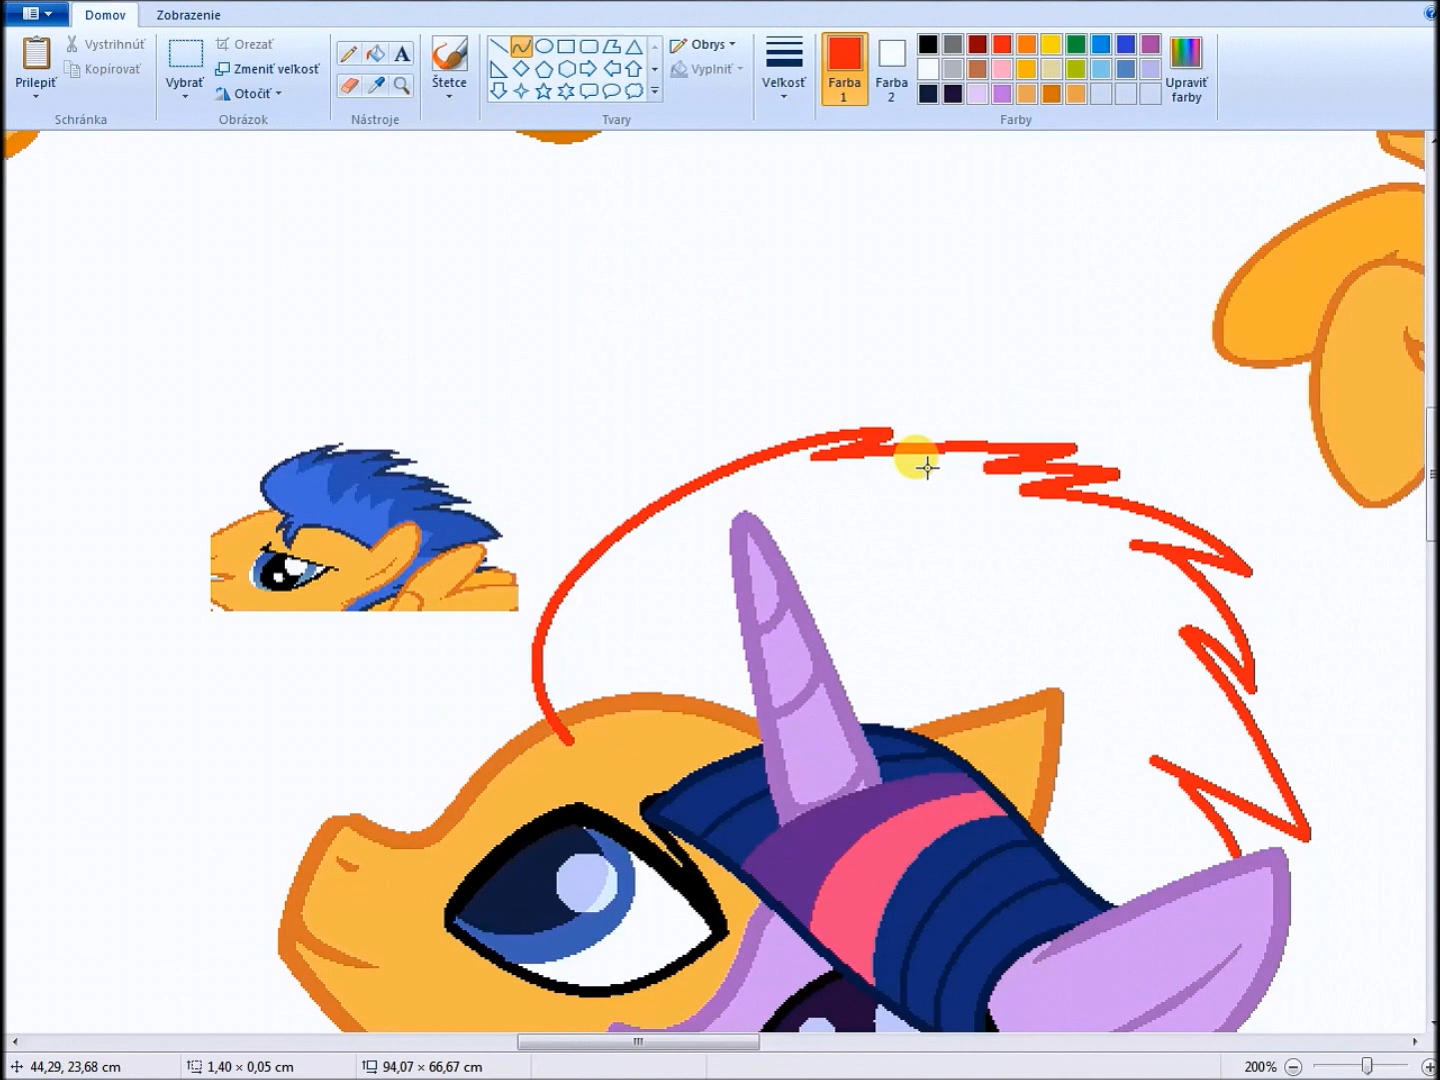 Domov Zobrazenie
Prilepiť
Vystrihnúť
Kopírovať
Schránka
Vybrať
Orezať
Zmeniť veľkosť
Otočiť
Obrázok
A
Nástroje
Štetce
Tvary
Obrys
Vyplniť
Veľkosť
Farba 1
Farba 2
Upraviť farby
Farby
44,29, 23,68 cm 1,40 × 0,05 cm 94,07 × 66,67 cm 200%